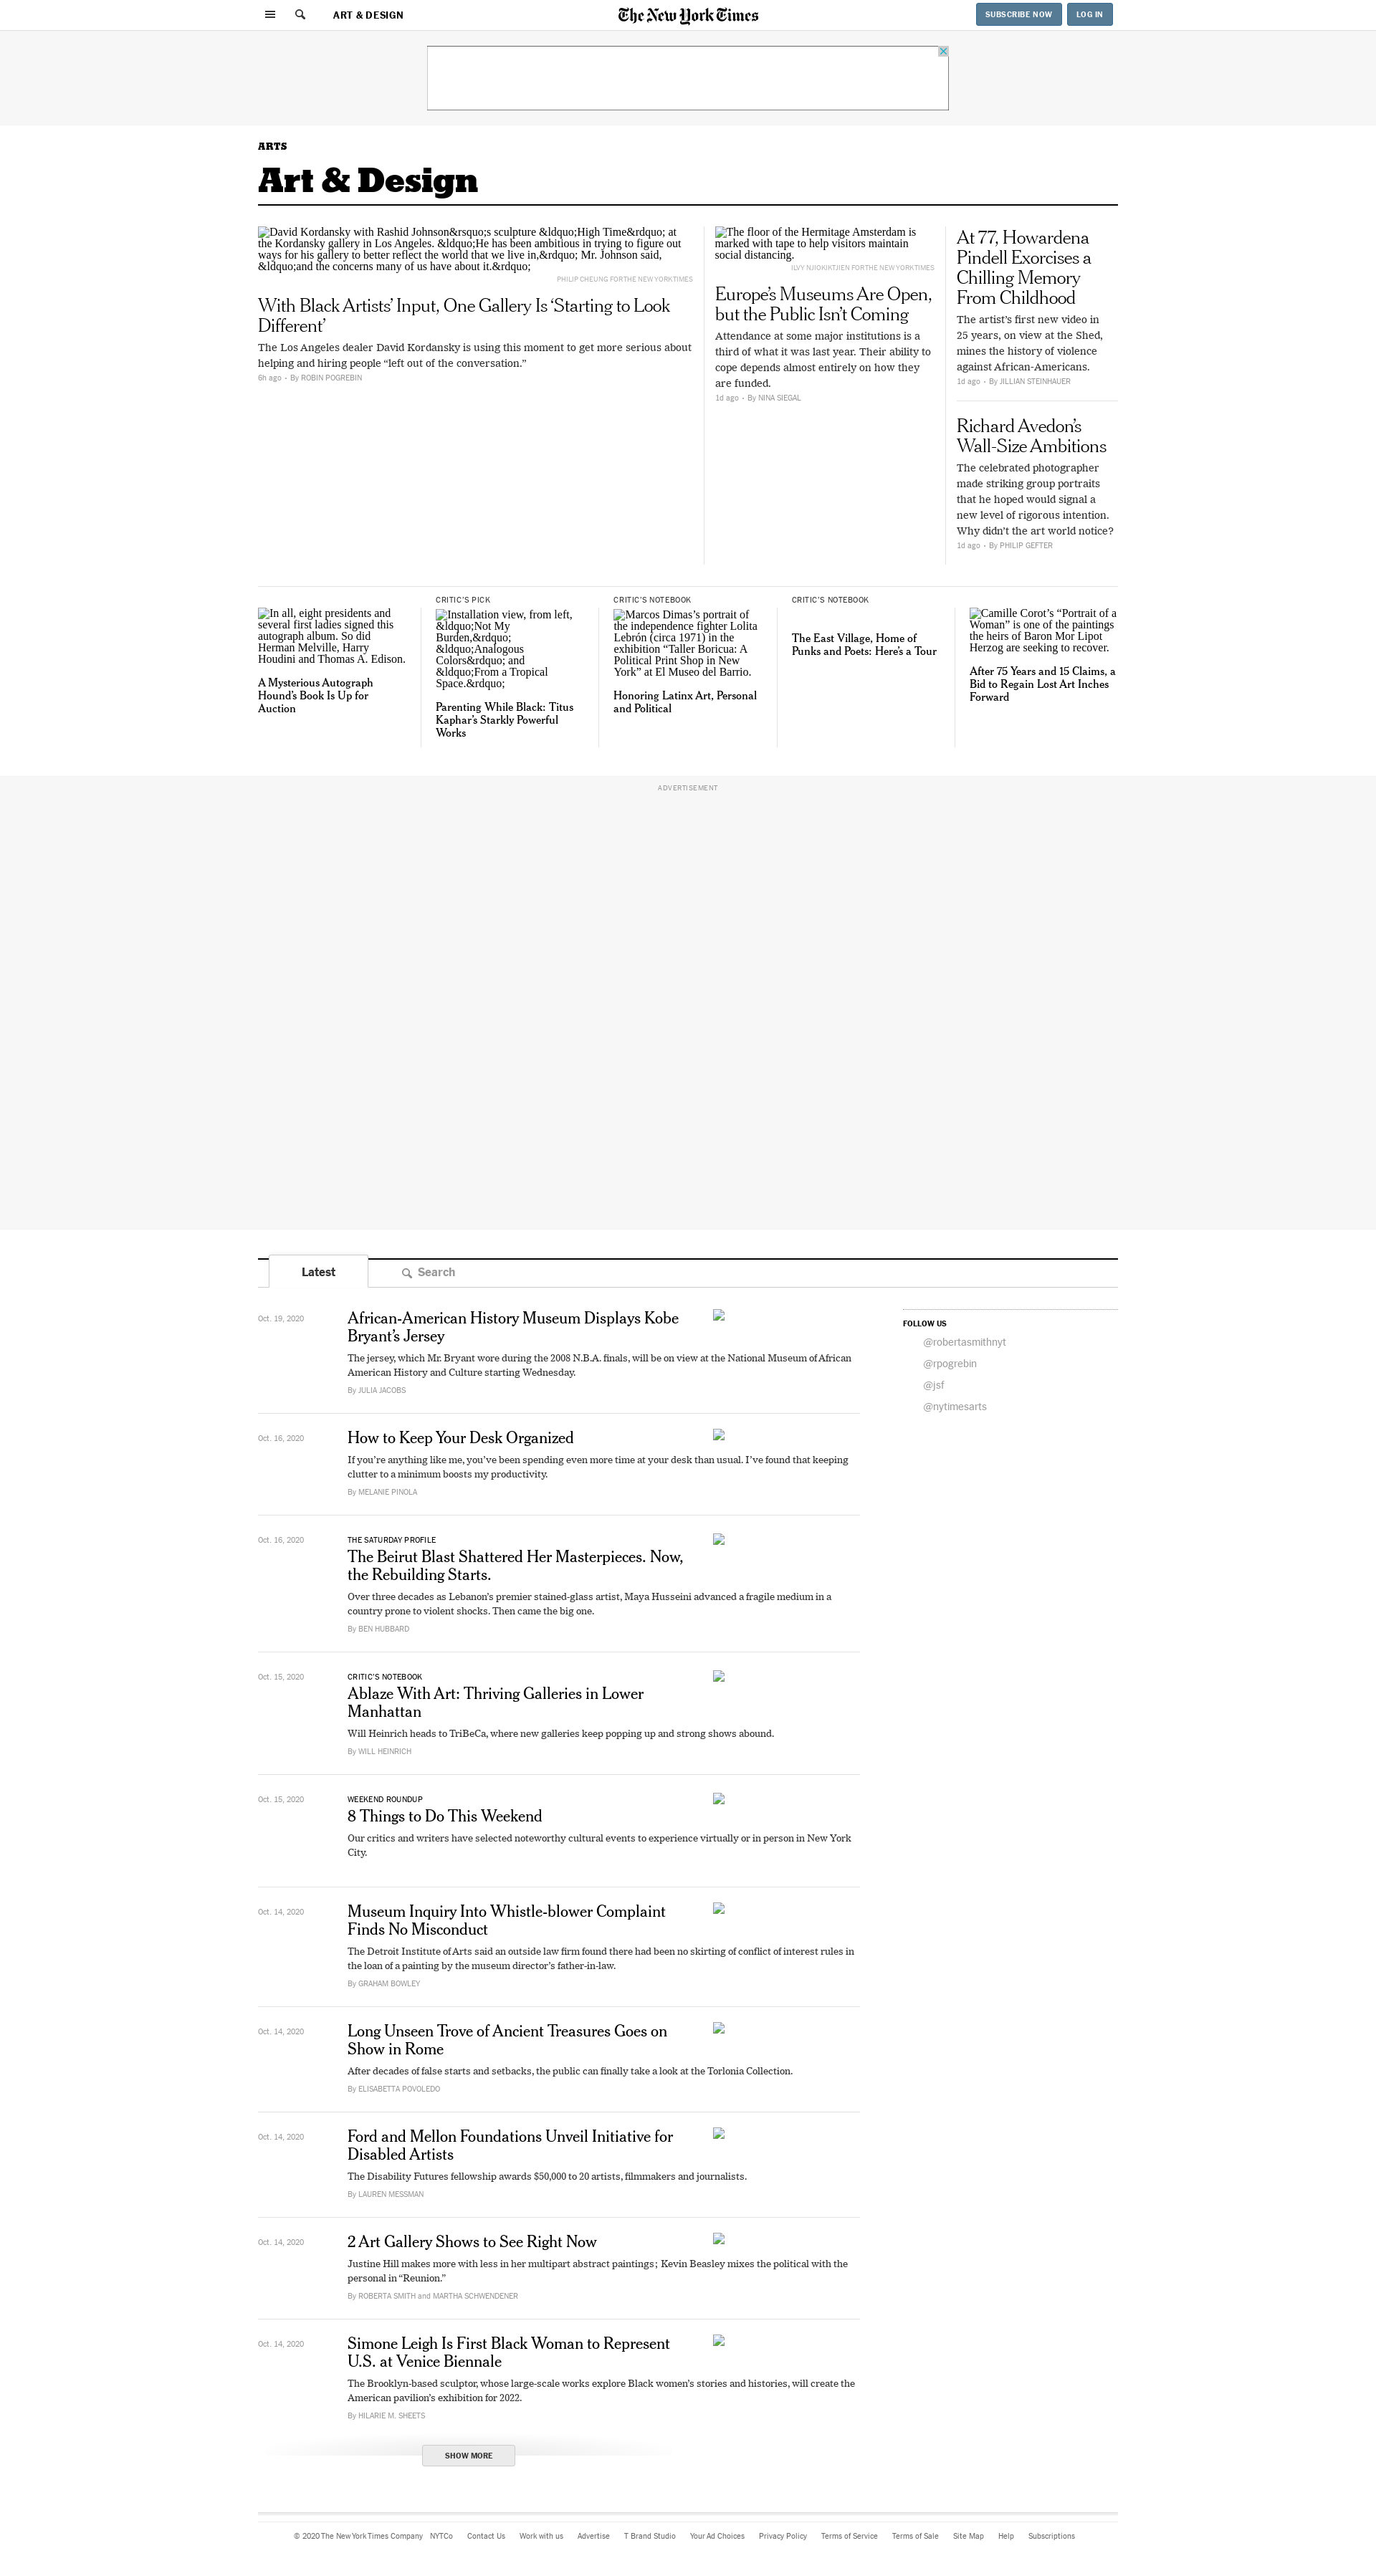 ART & DESIGN
The New York Times
SUBSCRIBE NOW
LOG IN
ARTS
Art & Design
David Kordansky with Rashid Johnson&rsquo;s sculpture &ldquo;High Time&rdquo; at
the Kordansky gallery in Los Angeles. &ldquo;He has been ambitious in trying to figure out
ways for his gallery to better reflect the world that we live in,&rdquo; Mr. Johnson said,
&ldquo;and the concerns many of us have about it.&rdquo;
PHILIP CHEUNG FOR THE NEW YORK TIMES
With Black Artists’ Input, One Gallery Is ‘Starting to Look
Different’
The Los Angeles dealer David Kordansky is using this moment to get more serious about
helping and hiring people “left out of the conversation.”
6h ago • By ROBIN POGREBIN
The floor of the Hermitage Amsterdam is
marked with tape to help visitors maintain
social distancing.
ILVY NJIOKIKTJIEN FOR THE NEW YORK TIMES
Europe’s Museums Are Open,
but the Public Isn’t Coming
Attendance at some major institutions is a
third of what it was last year. Their ability to
cope depends almost entirely on how they
are funded.
1d ago • By NINA SIEGAL
At 77, Howardena
Pindell Exorcises a
Chilling Memory
From Childhood
The artist’s first new video in
25 years, on view at the Shed,
mines the history of violence
against African-Americans.
1d ago • By JILLIAN STEINHAUER
Richard Avedon’s
Wall-Size Ambitions
The celebrated photographer
made striking group portraits
that he hoped would signal a
new level of rigorous intention.
Why didn’t the art world notice?
1d ago • By PHILIP GEFTER
In all, eight presidents and
several first ladies signed this
autograph album. So did
Herman Melville, Harry
Houdini and Thomas A. Edison.
A Mysterious Autograph
Hound’s Book Is Up for
Auction
CRITIC’S PICK
Installation view, from left,
&ldquo;Not My
Burden,&rdquo;
&ldquo;Analogous
Colors&rdquo; and
&ldquo;From a Tropical
Space.&rdquo;
Parenting While Black: Titus
Kaphar’s Starkly Powerful
Works
CRITIC’S NOTEBOOK
Marcos Dimas’s portrait of
the independence fighter Lolita
Lebrón (circa 1971) in the
exhibition “Taller Boricua: A
Political Print Shop in New
York” at El Museo del Barrio.
Honoring Latinx Art, Personal
and Political
CRITIC’S NOTEBOOK
The East Village, Home of
Punks and Poets: Here’s a Tour
Camille Corot’s “Portrait of a
Woman” is one of the paintings
the heirs of Baron Mor Lipot
Herzog are seeking to recover.
After 75 Years and 15 Claims, a
Bid to Regain Lost Art Inches
Forward
ADVERTISEMENT
Latest
Search
Oct. 19, 2020
African-American History Museum Displays Kobe
Bryant’s Jersey
The jersey, which Mr. Bryant wore during the 2008 N.B.A. finals, will be on view at the National Museum of African
American History and Culture starting Wednesday.
By JULIA JACOBS
FOLLOW US
@robertasmithnyt
@rpogrebin
@jsf
@nytimesarts
Oct. 16, 2020
How to Keep Your Desk Organized
If you’re anything like me, you’ve been spending even more time at your desk than usual. I’ve found that keeping
clutter to a minimum boosts my productivity.
By MELANIE PINOLA
Oct. 16, 2020
THE SATURDAY PROFILE
The Beirut Blast Shattered Her Masterpieces. Now,
the Rebuilding Starts.
Over three decades as Lebanon’s premier stained-glass artist, Maya Husseini advanced a fragile medium in a
country prone to violent shocks. Then came the big one.
By BEN HUBBARD
Oct. 15, 2020
CRITIC’S NOTEBOOK
Ablaze With Art: Thriving Galleries in Lower
Manhattan
Will Heinrich heads to TriBeCa, where new galleries keep popping up and strong shows abound.
By WILL HEINRICH
Oct. 15, 2020
WEEKEND ROUNDUP
8 Things to Do This Weekend
Our critics and writers have selected noteworthy cultural events to experience virtually or in person in New York
City.
Oct. 14, 2020
Museum Inquiry Into Whistle-blower Complaint
Finds No Misconduct
The Detroit Institute of Arts said an outside law firm found there had been no skirting of conflict of interest rules in
the loan of a painting by the museum director’s father-in-law.
By GRAHAM BOWLEY
Oct. 14, 2020
Long Unseen Trove of Ancient Treasures Goes on
Show in Rome
After decades of false starts and setbacks, the public can finally take a look at the Torlonia Collection.
By ELISABETTA POVOLEDO
Oct. 14, 2020
Ford and Mellon Foundations Unveil Initiative for
Disabled Artists
The Disability Futures fellowship awards $50,000 to 20 artists, filmmakers and journalists.
By LAUREN MESSMAN
Oct. 14, 2020
2 Art Gallery Shows to See Right Now
Justine Hill makes more with less in her multipart abstract paintings; Kevin Beasley mixes the political with the
personal in “Reunion.”
By ROBERTA SMITH and MARTHA SCHWENDENER
Oct. 14, 2020
Simone Leigh Is First Black Woman to Represent
U.S. at Venice Biennale
The Brooklyn-based sculptor, whose large-scale works explore Black women’s stories and histories, will create the
American pavilion’s exhibition for 2022.
By HILARIE M. SHEETS
SHOW MORE
© 2020 The New York Times Company NYTCo Contact Us Work with us Advertise T Brand Studio Your Ad Choices Privacy Policy Terms of Service Terms of Sale Site Map Help Subscriptions